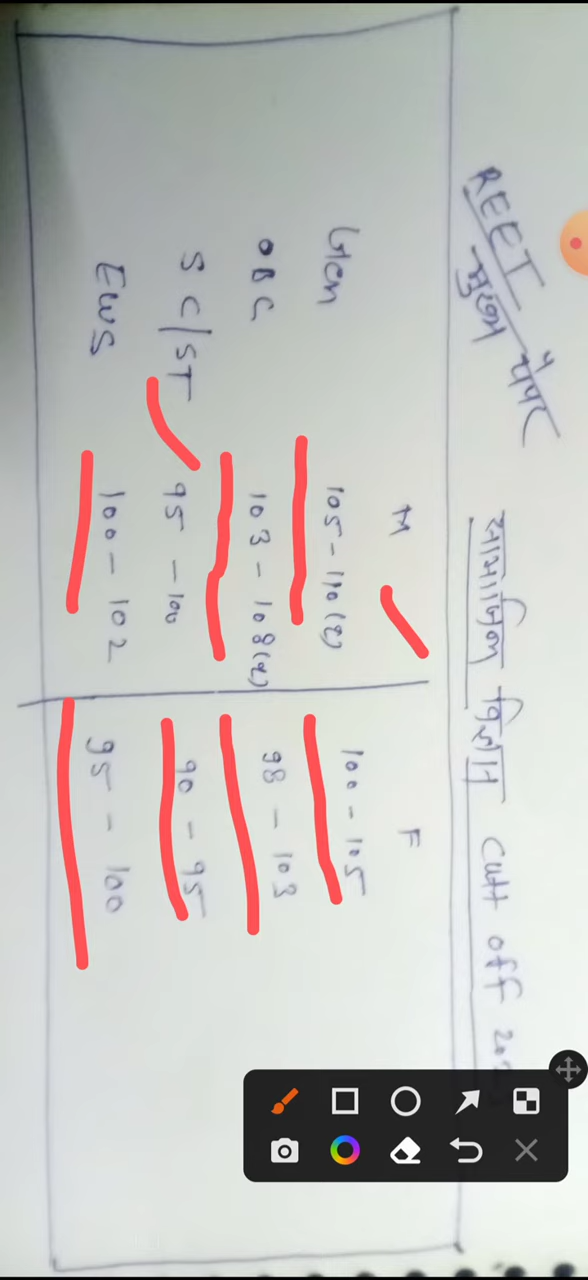 REET
मुख्य पेपर
सामाजिक विज्ञान Cutt off
M F
Gen 105-110 100-105
OBC 103-108 98-103
SC/ST 95-100 90-95
EWS 100-102 95-100